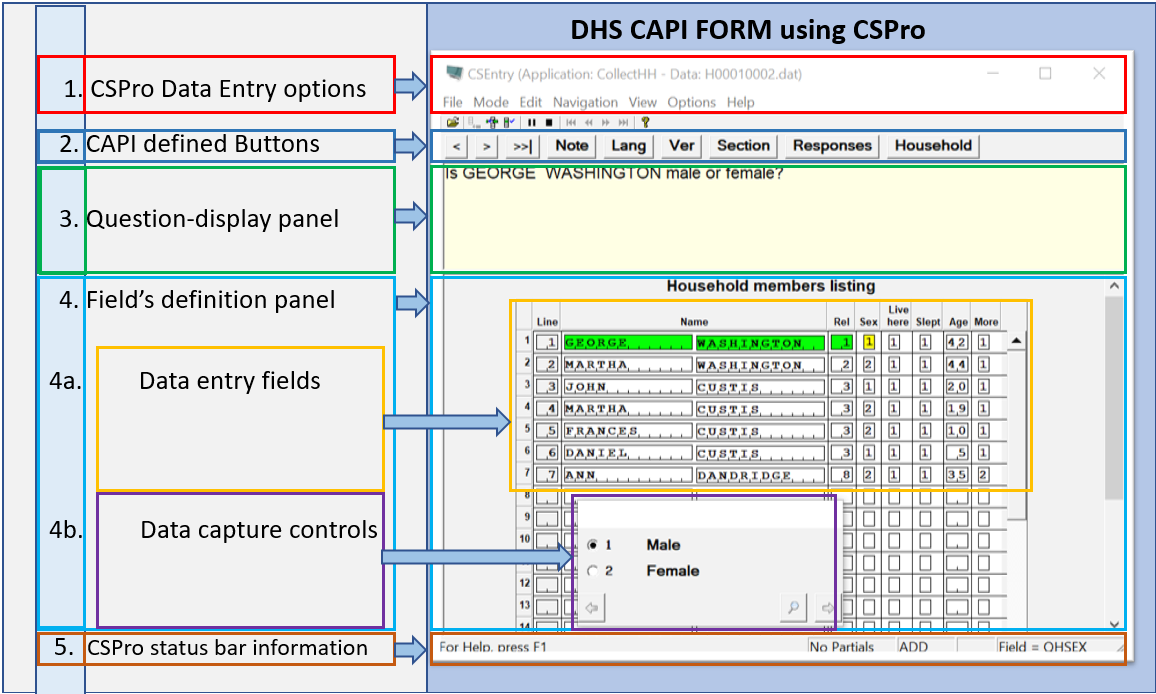 DHS CAPI FORM using CSPro
1. CSPro Data Entry options
CSEntry (Application: CollectHH - Data: H00010002.dat)
File Mode Edit Navigation View Options Help
2. CAPI defined Buttons
< > >>| Note Lang Ver Section Responses Household
3. Question-display panel
Is GEORGE WASHINGTON male or female?
4. Field's definition panel
Household members listing
Line Name Rel Sex Live here Slept Age More
1 1 GEORGE WASHINGTON 1 1 1 1 42 1
2 2 MARTHA WASHINGTON 2 2 1 1 44 1
3 3 JOHN CUSTIS 3 1 1 1 20 1
4 4 MARTHA CUSTIS 3 2 1 1 19 1
5 5 FRANCES CUSTIS 3 2 1 1 10 1
6 6 DANIEL CUSTIS 3 1 1 1 5 1
7 7 ANN DANDRIDGE 8 2 1 1 35 2
8
9
10
12
13
14
4a. Data entry fields
4b. Data capture controls
1 Male
2 Female
5. CSPro status bar information
For Help, press F1
No Partials ADD Field = QHSEX